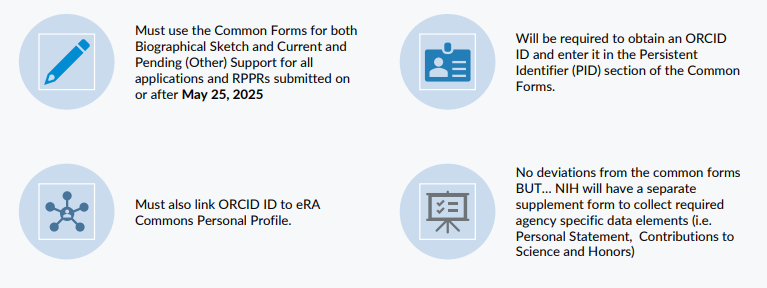 Must use the Common Forms for both
Biographical Sketch and Current and
Pending (Other) Support for all
applications and RPPRs submitted on
or after May 25, 2025
Will be required to obtain an ORCID
ID and enter it in the Persistent
Identifier (PID) section of the Common
Forms.
Must also link ORCID ID to eRA
Commons Personal Profile.
No deviations from the common forms
BUT... NIH will have a separate
supplement form to collect required
agency specific data elements (i.e.
Personal Statement, Contributions to
Science and Honors)